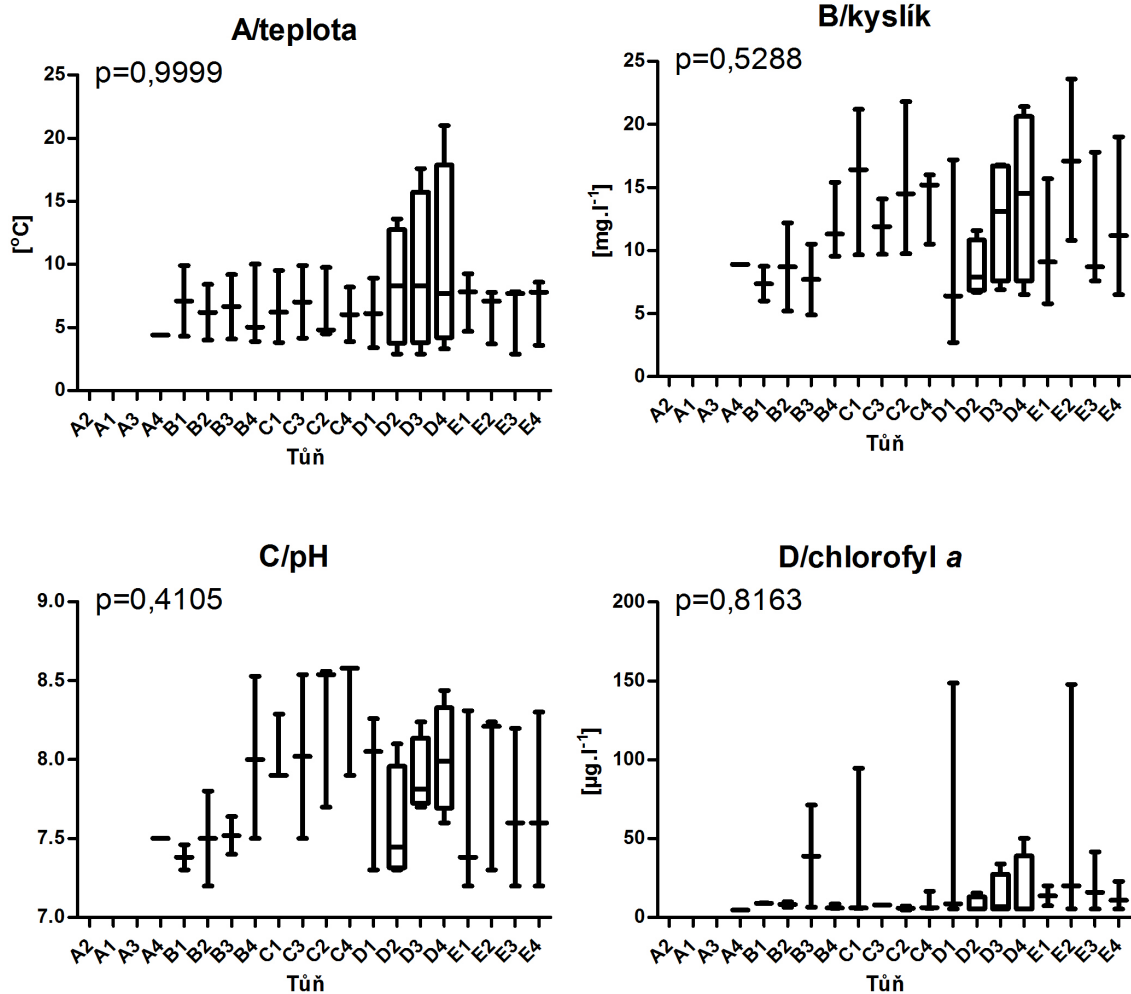 A/teplota
p=0,9999
25
20
15
10
5
0
[°C]
A2 A1 A3 A4 B1 B2 B3 B4 C1 C3 C2 C4 D1 D2 D3 D4 E1 E2 E3 E4
Tůň
B/kyslík
p=0,5288
25
20
15
10
5
0
[mg.l-1]
A2 A1 A3 A4 B1 B2 B3 B4 C1 C3 C2 C4 D1 D2 D3 D4 E1 E2 E3 E4
Tůň
C/pH
p=0,4105
9.0
8.5
8.0
7.5
7.0
A2 A1 A3 A4 B1 B2 B3 B4 C1 C3 C2 C4 D1 D2 D3 D4 E1 E2 E3 E4
Tůň
D/chlorofyl a
p=0,8163
200
150
100
50
0
[µg.l-1]
A2 A1 A3 A4 B1 B2 B3 B4 C1 C3 C2 C4 D1 D2 D3 D4 E1 E2 E3 E4
Tůň